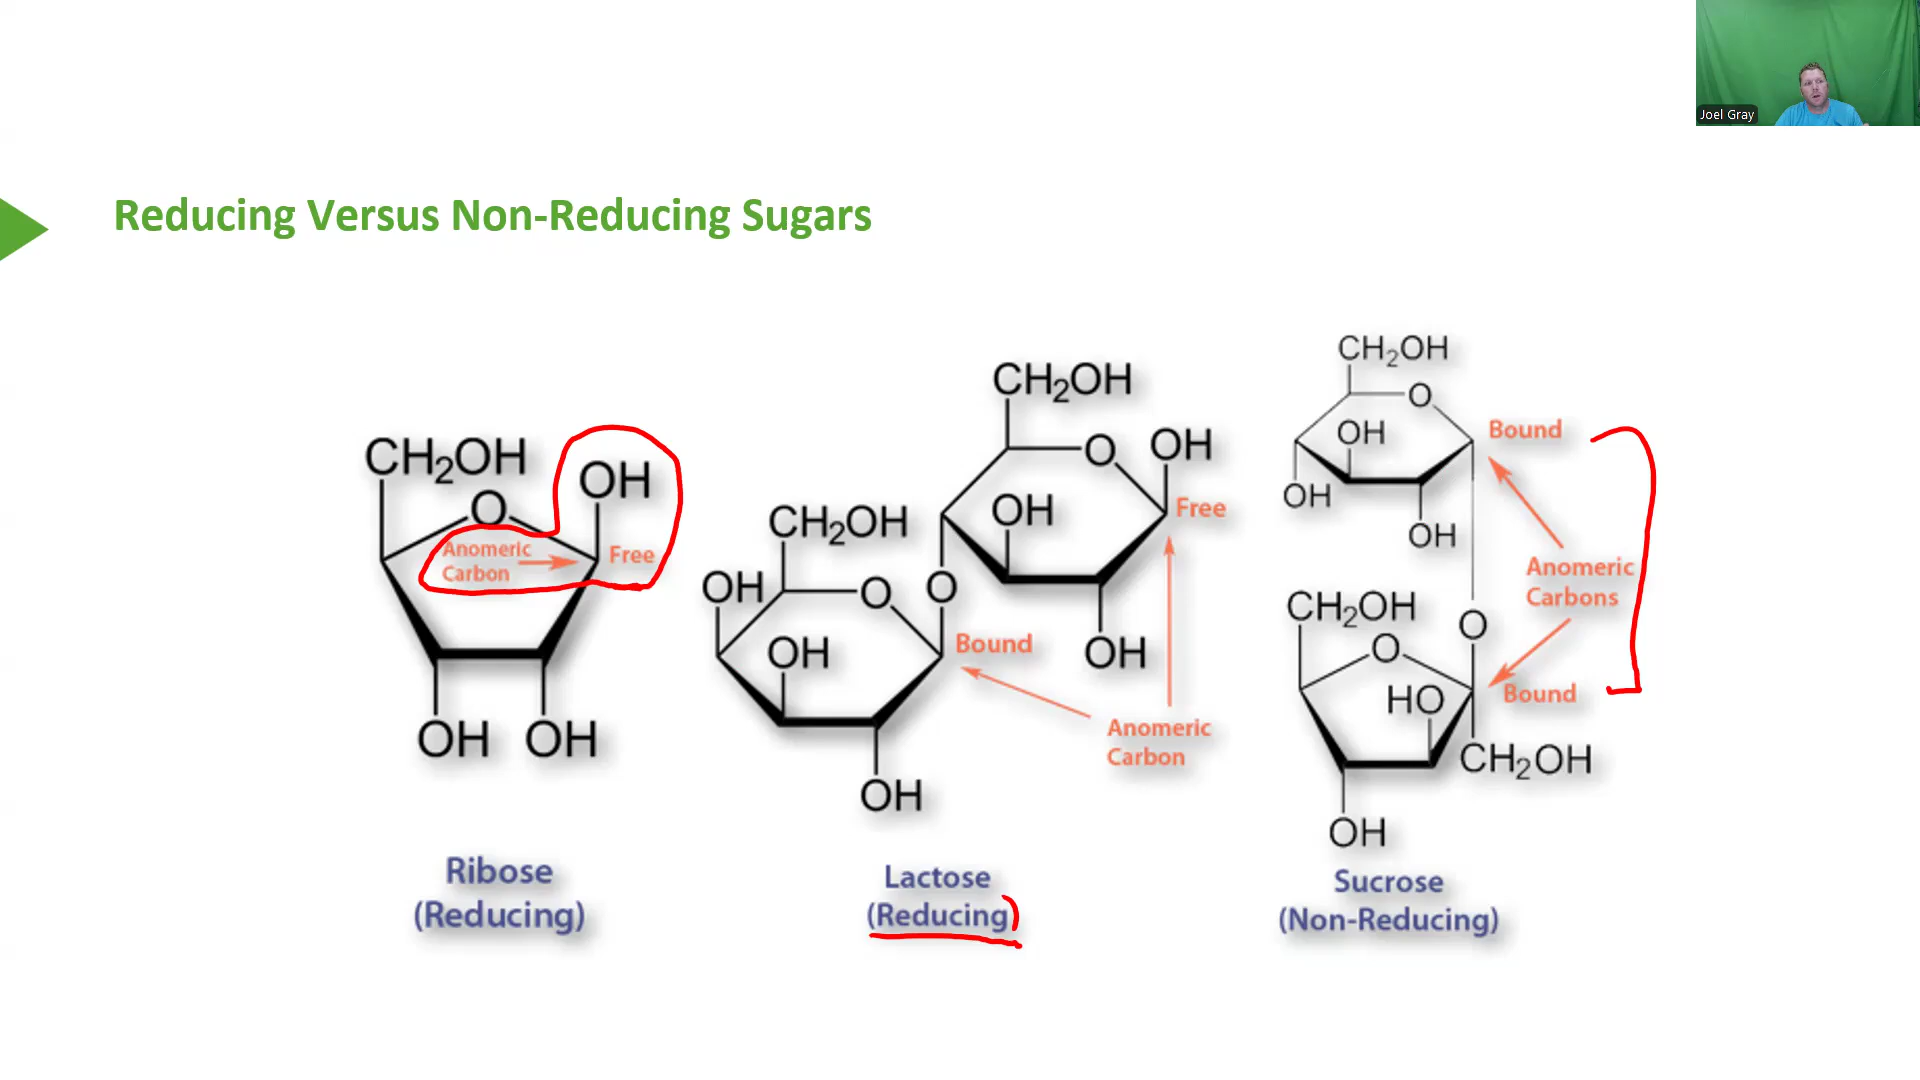 Joel Gray
Reducing Versus Non-Reducing Sugars
CH₂OH
OH
O
Anomeric
Carbon
Free
OH
OH
Ribose
(Reducing)
CH₂OH
O
OH
Free
OH
OH
O
CH₂OH
OH
O
Bound
OH
OH
Anomeric
Carbon
Lactose
(Reducing)
CH₂OH
O
Bound
OH
OH
OH
Anomeric
Carbons
CH₂OH
O
O
Bound
HO
CH₂OH
OH
Sucrose
(Non-Reducing)